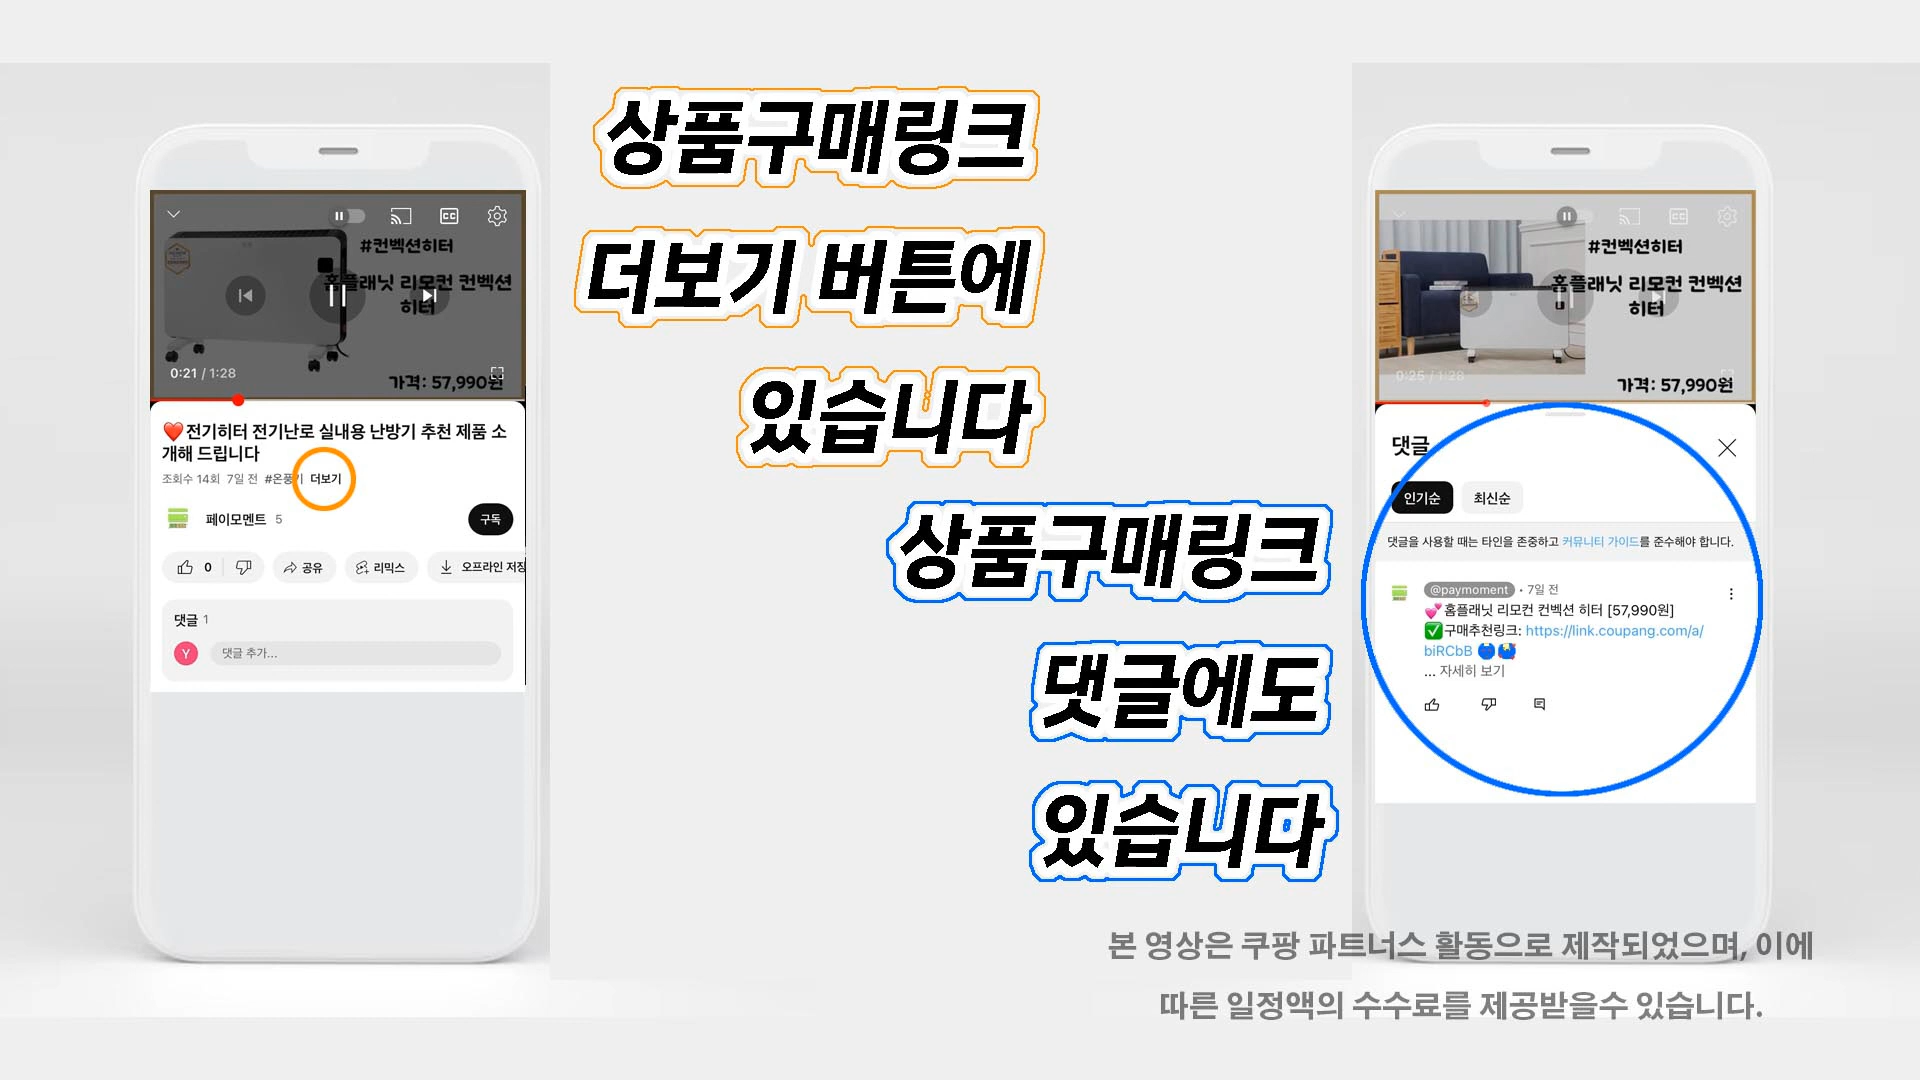 상품구매링크
더보기 버튼에
있습니다
상품구매링크
댓글에도
있습니다
#컨벡션히터
홈플래닛 리모컨 컨벡션
히터
0:21 / 1:28
가격: 57,990원
❤️전기히터 전기난로 실내용 난방기 추천 제품 소
개해 드립니다
조회수 14회 7일 전 #온풍기 더보기
페이모멘트 5
구독
0
공유
리믹스
오프라인 저장
댓글 1
Y
댓글 추가...
#컨벡션히터
홈플래닛 리모컨 컨벡션
히터
0:25 / 1:28
가격: 57,990원
댓글
인기순
최신순
댓글을 사용할 때는 타인을 존중하고 커뮤니티 가이드를 준수해야 합니다.
@paymoment • 7일 전
💕홈플래닛 리모컨 컨벡션 히터 [57,990원]
✅구매추천링크: https://link.coupang.com/a/
biRCbB
... 자세히 보기
본 영상은 쿠팡 파트너스 활동으로 제작되었으며, 이에
따른 일정액의 수수료를 제공받을수 있습니다.